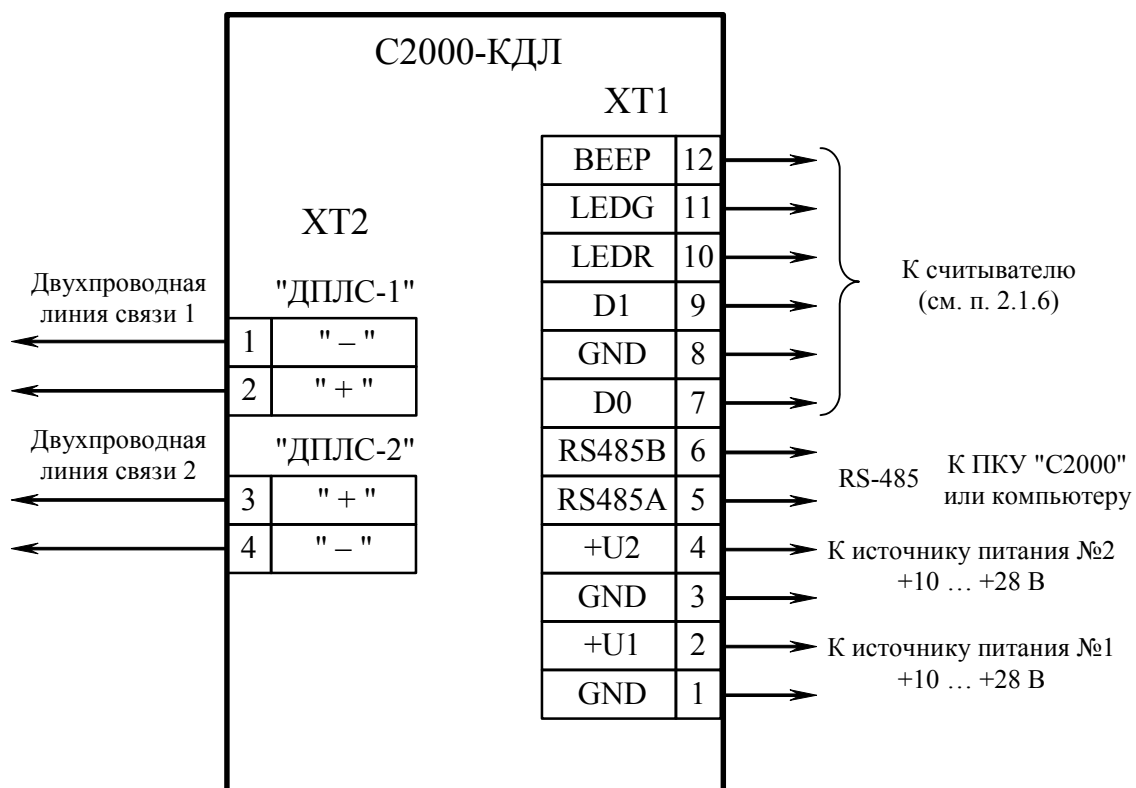 С2000-КДЛ
XT1
BEEP 12
LEDG 11
LEDR 10
D1 9
GND 8
D0 7
RS485B 6
RS485A 5
+U2 4
GND 3
+U1 2
GND 1
XT2
"ДПЛС-1"
1 " – "
2 " + "
"ДПЛС-2"
3 " + "
4 " – "
Двухпроводная
линия связи 1
Двухпроводная
линия связи 2
К считывателю
(см. п. 2.1.6)
RS-485
К ПКУ "С2000"
или компьютеру
К источнику питания №2
+10 … +28 В
К источнику питания №1
+10 … +28 В